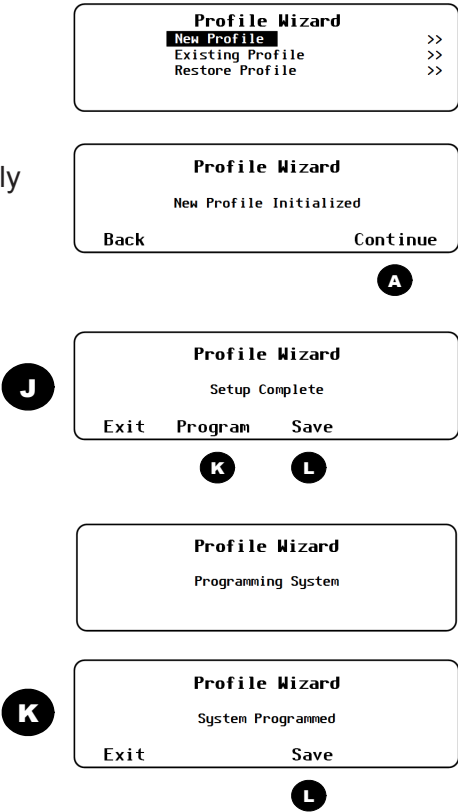 Profile Wizard
New Profile >>
Existing Profile >>
Restore Profile >>
ly
Profile Wizard
New Profile Initialized
Back Continue
A
J
Profile Wizard
Setup Complete
Exit Program Save
K L
Profile Wizard
Programming System
K
Profile Wizard
System Programmed
Exit Save
L